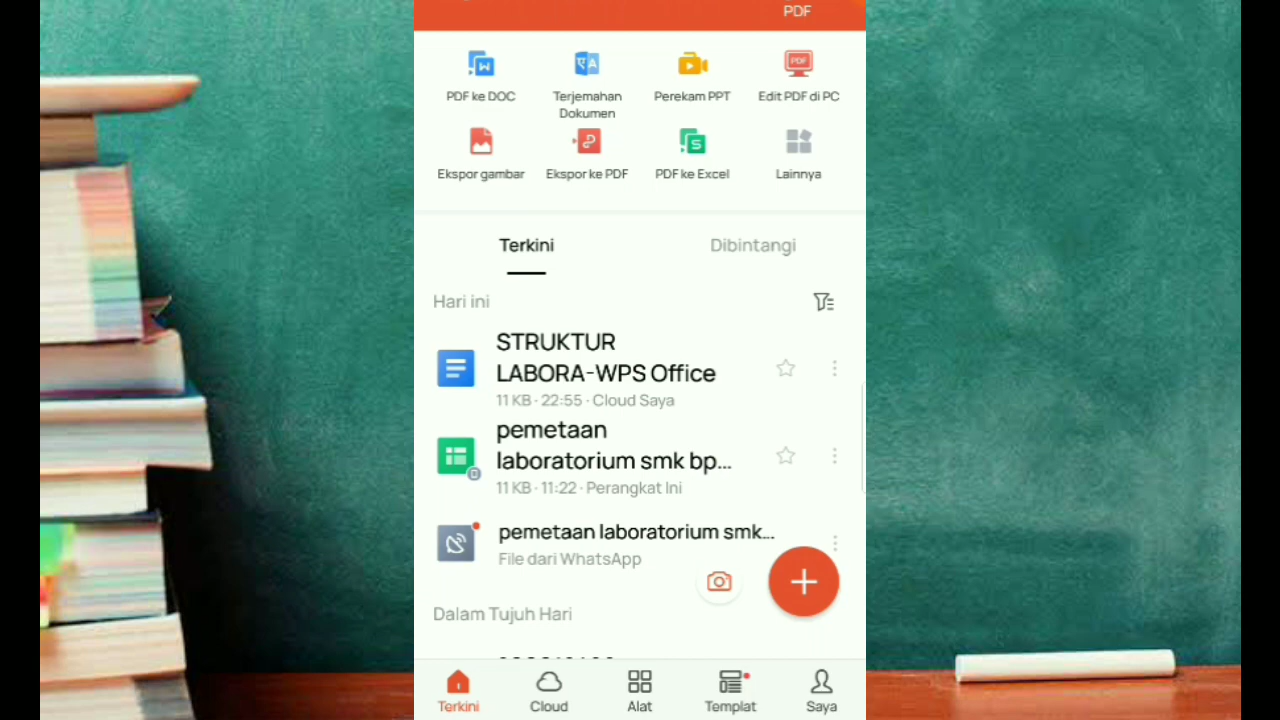 PDF
PDF ke DOC
Terjemahan
Dokumen
Perekam PPT
Edit PDF di PC
Ekspor gambar
Ekspor ke PDF
PDF ke Excel
Lainnya
Terkini
Dibintangi
Hari ini
STRUKTUR
LABORA-WPS Office
11 KB · 22:55 · Cloud Saya
pemetaan
laboratorium smk bp...
11 KB · 11:22 · Perangkat Ini
pemetaan laboratorium smk...
File dari WhatsApp
Dalam Tujuh Hari
Terkini
Cloud
Alat
Templat
Saya